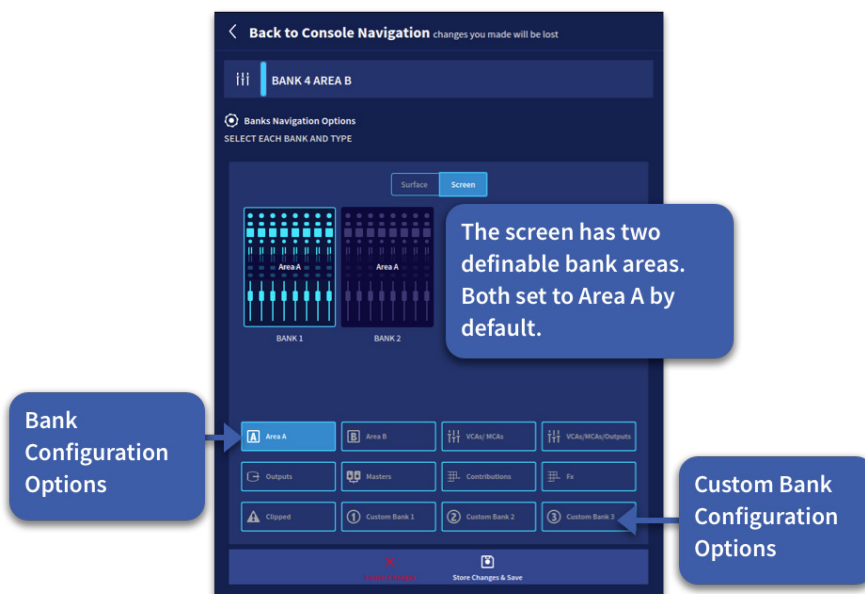 Back to Console Navigation changes you made will be lost
BANK 4 AREA B
Banks Navigation Options
SELECT EACH BANK AND TYPE
Surface Screen
Area A Area A
BANK 1 BANK 2
The screen has two
definable bank areas.
Both set to Area A by
default.
Bank
Configuration
Options
A Area A B Area B VCAs/ MCAs VCAs/MCAs/Outputs
Outputs Masters Contributions Fx
Clipped 1 Custom Bank 1 2 Custom Bank 2 3 Custom Bank 3
Custom Bank
Configuration
Options
Store Changes & Save